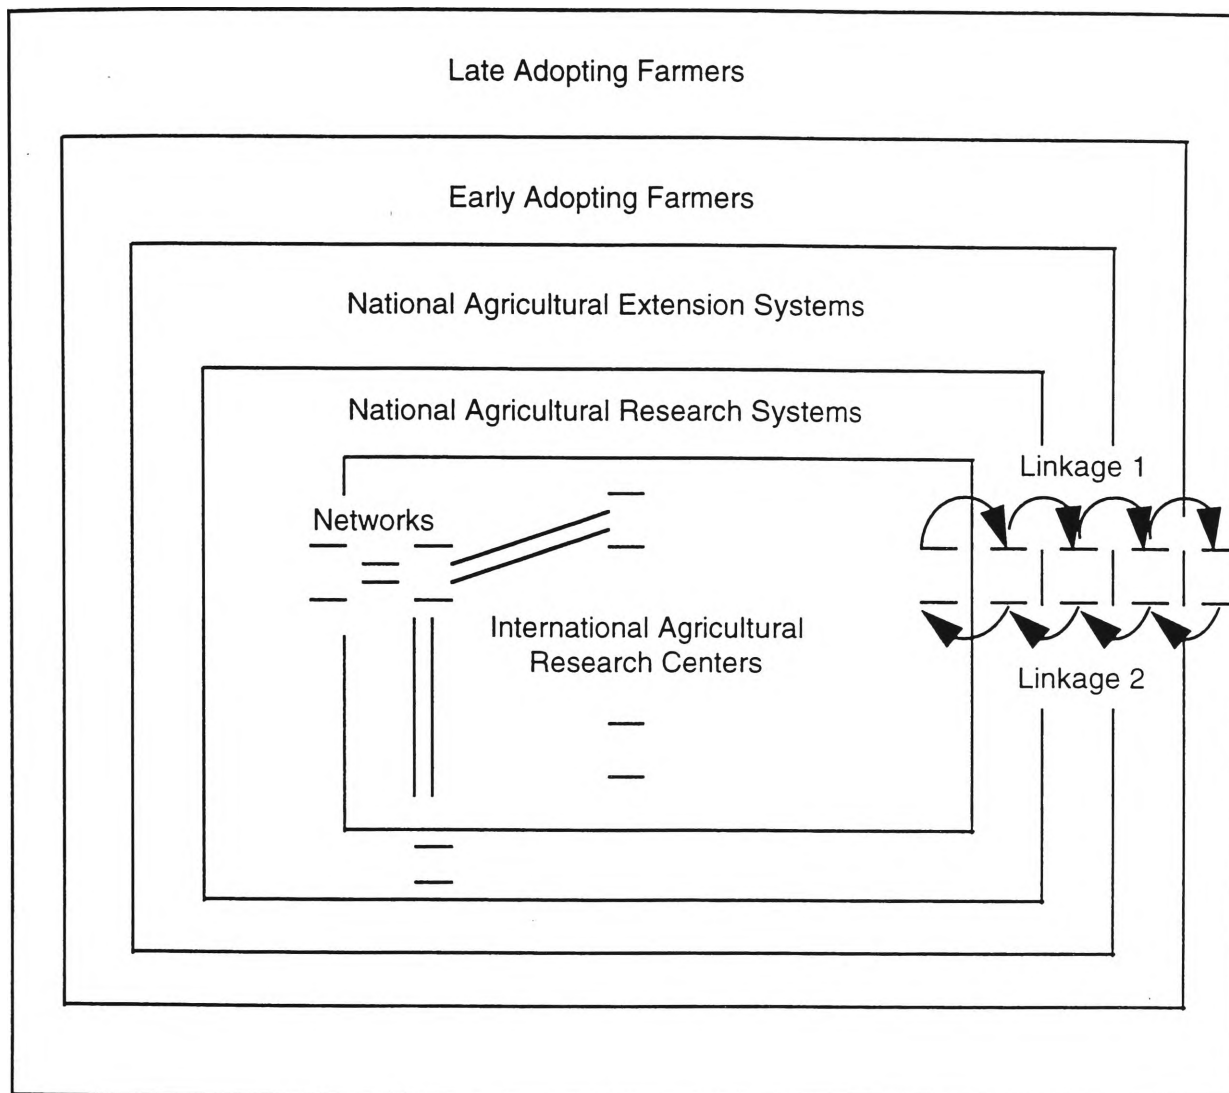 Late Adopting Farmers
Early Adopting Farmers
National Agricultural Extension Systems
National Agricultural Research Systems
Linkage 1
Networks
International Agricultural
Research Centers
Linkage 2